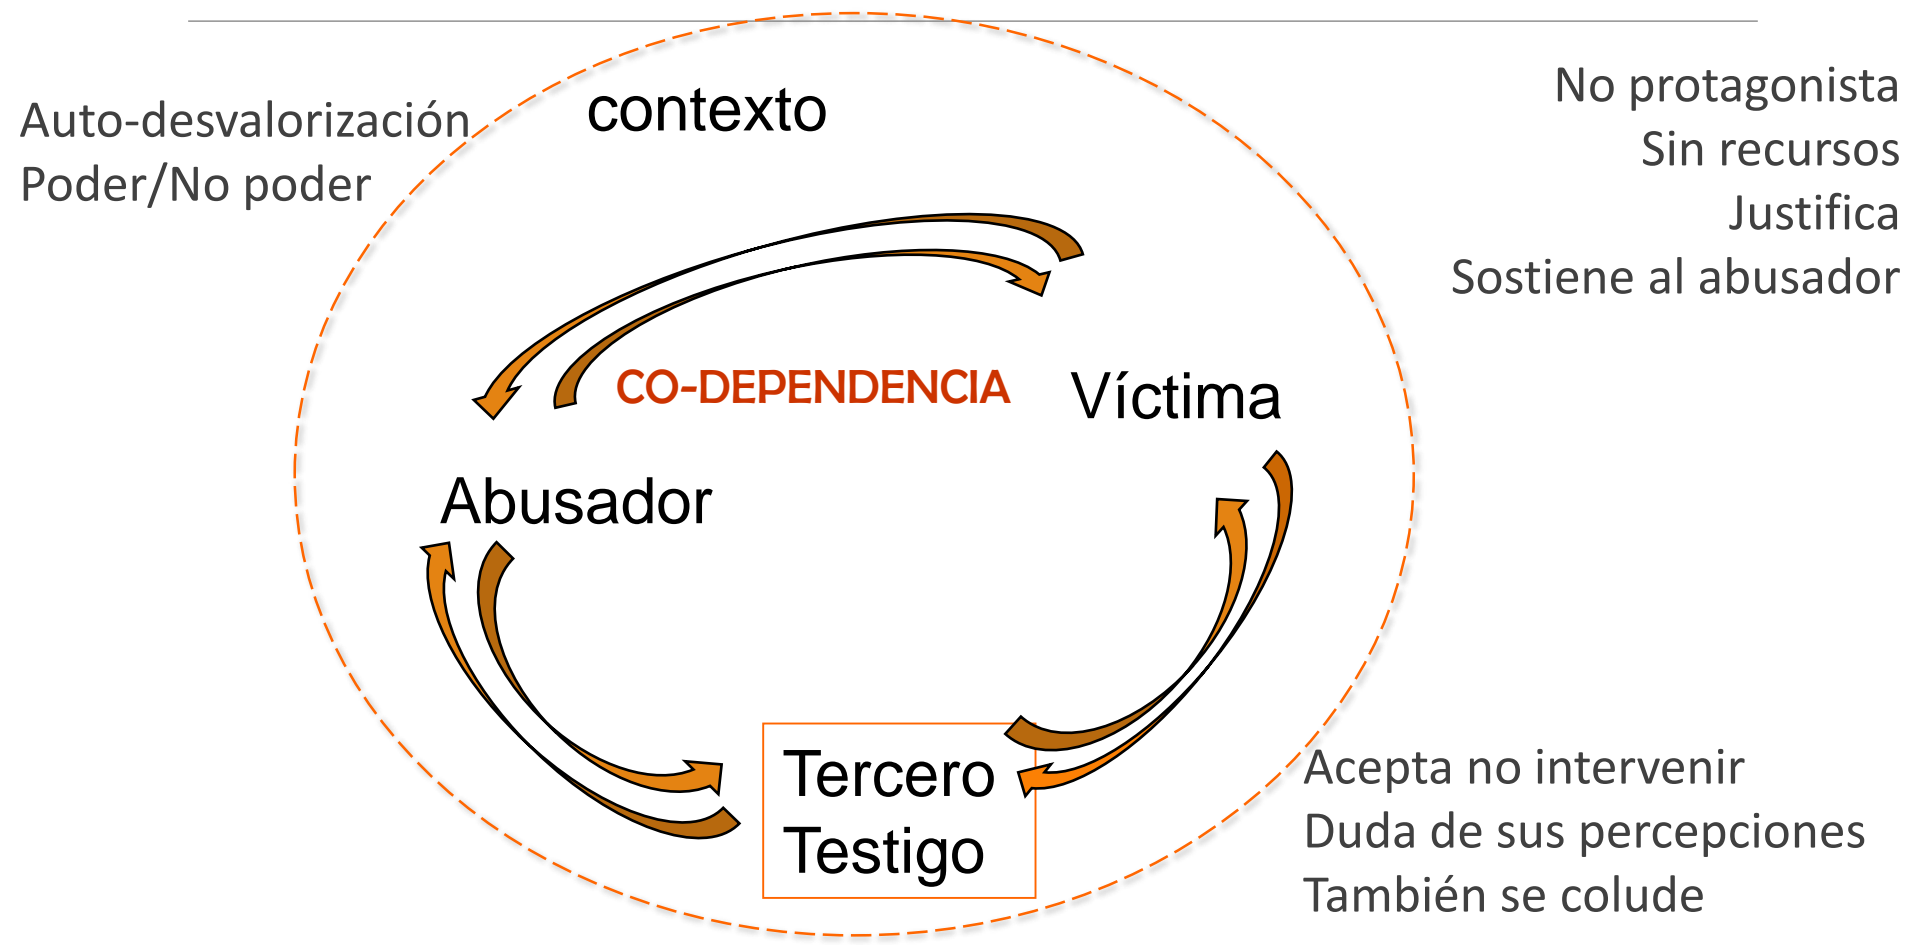 contexto
Auto-desvalorización
Poder/No poder
No protagonista
Sin recursos
Justifica
Sostiene al abusador
CO-DEPENDENCIA
Víctima
Abusador
Tercero
Testigo
Acepta no intervenir
Duda de sus percepciones
También se colude